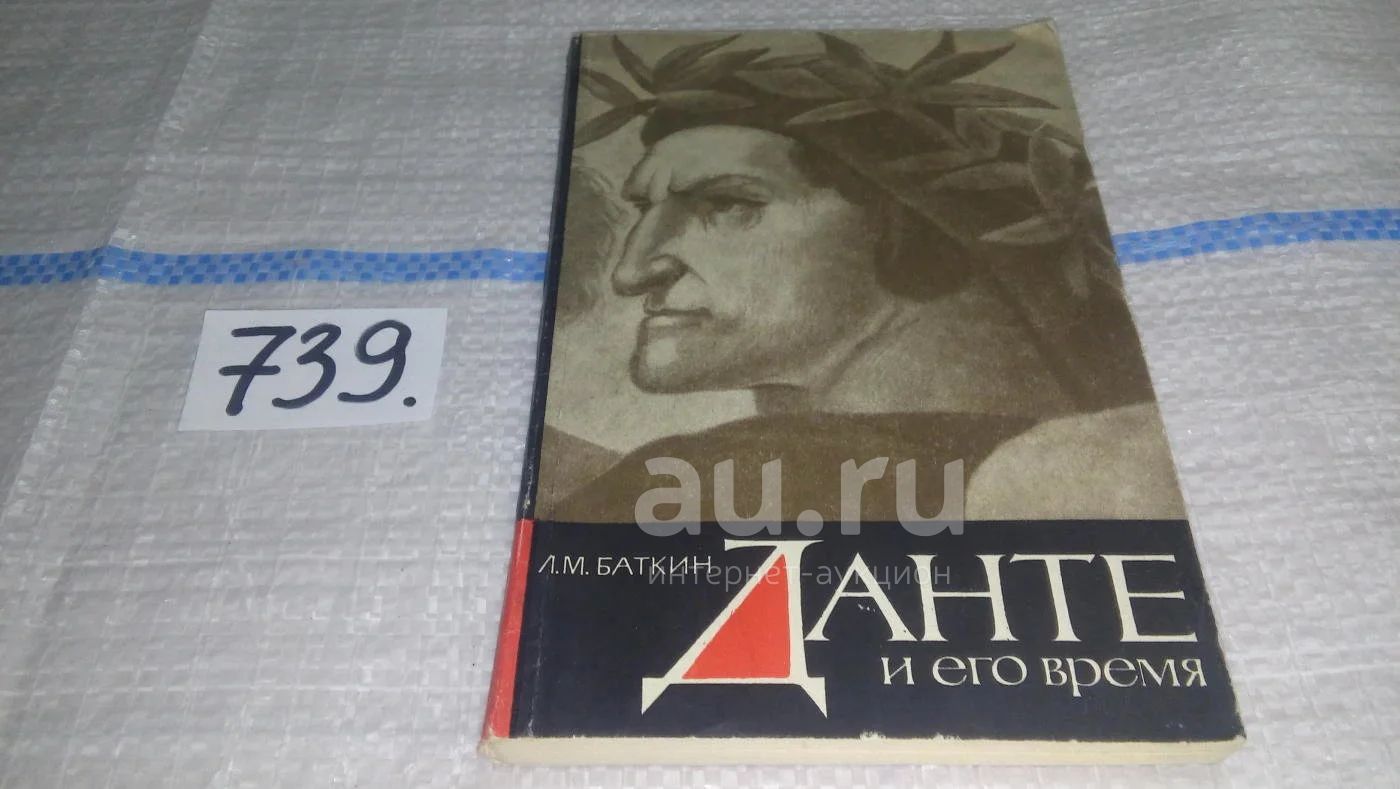 739.
au.ru
интернет-аукцион
Л.М. БАТКИН
ДАНТЕ
и его время